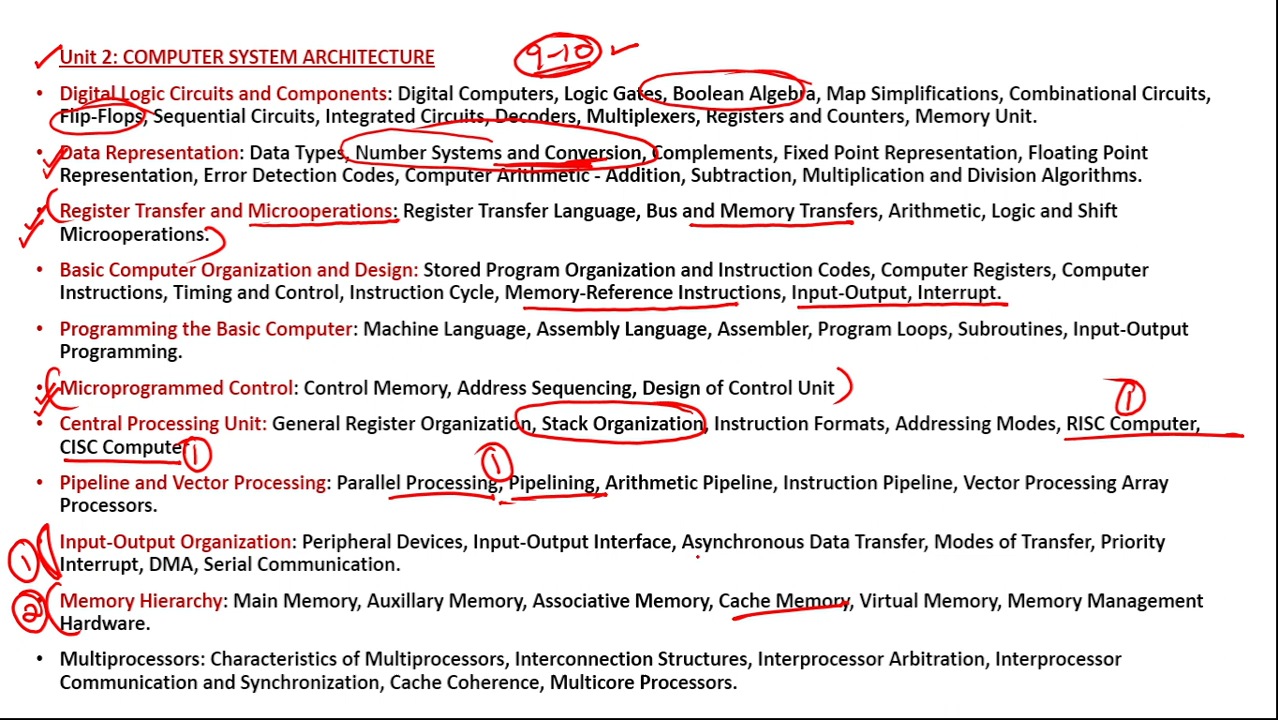 Unit 2: COMPUTER SYSTEM ARCHITECTURE 9-10
• Digital Logic Circuits and Components: Digital Computers, Logic Gates, Boolean Algebra, Map Simplifications, Combinational Circuits,
Flip-Flops, Sequential Circuits, Integrated Circuits, Decoders, Multiplexers, Registers and Counters, Memory Unit.
• Data Representation: Data Types, Number Systems and Conversion, Complements, Fixed Point Representation, Floating Point
Representation, Error Detection Codes, Computer Arithmetic - Addition, Subtraction, Multiplication and Division Algorithms.
• Register Transfer and Microoperations: Register Transfer Language, Bus and Memory Transfers, Arithmetic, Logic and Shift
Microoperations.
• Basic Computer Organization and Design: Stored Program Organization and Instruction Codes, Computer Registers, Computer
Instructions, Timing and Control, Instruction Cycle, Memory-Reference Instructions, Input-Output, Interrupt.
• Programming the Basic Computer: Machine Language, Assembly Language, Assembler, Program Loops, Subroutines, Input-Output
Programming.
• Microprogrammed Control: Control Memory, Address Sequencing, Design of Control Unit
1
• Central Processing Unit: General Register Organization, Stack Organization, Instruction Formats, Addressing Modes, RISC Computer,
CISC Computer 1
1
• Pipeline and Vector Processing: Parallel Processing, Pipelining, Arithmetic Pipeline, Instruction Pipeline, Vector Processing Array
Processors.
1 • Input-Output Organization: Peripheral Devices, Input-Output Interface, Asynchronous Data Transfer, Modes of Transfer, Priority
Interrupt, DMA, Serial Communication.
2 • Memory Hierarchy: Main Memory, Auxillary Memory, Associative Memory, Cache Memory, Virtual Memory, Memory Management
Hardware.
• Multiprocessors: Characteristics of Multiprocessors, Interconnection Structures, Interprocessor Arbitration, Interprocessor
Communication and Synchronization, Cache Coherence, Multicore Processors.